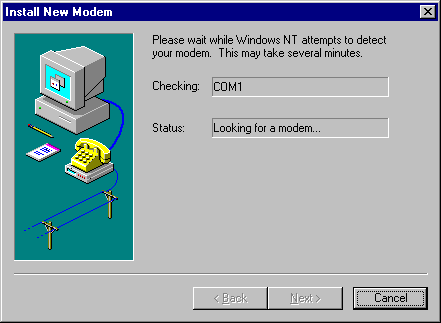 Install New Modem
Please wait while Windows NT attempts to detect
your modem.  This may take several minutes.
Checking: COM1
Status: Looking for a modem...
< Back Next > Cancel